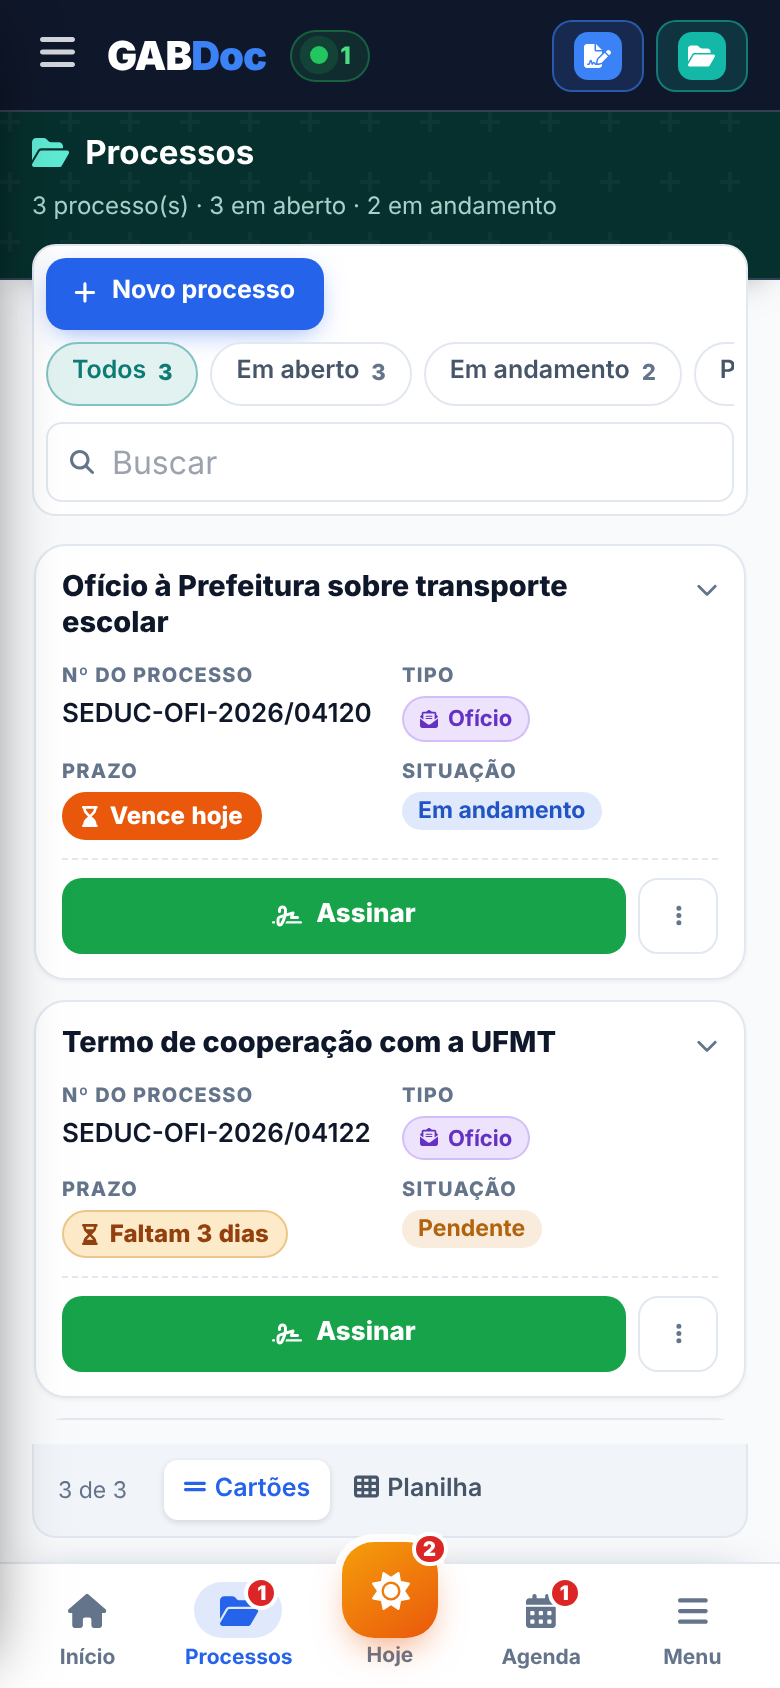 GABDoc 1
Processos
3 processo(s) · 3 em aberto · 2 em andamento
Novo processo
Todos 3 Em aberto 3 Em andamento 2 P
Buscar
Ofício à Prefeitura sobre transporte
escolar
Nº DO PROCESSO TIPO
SEDUC-OFI-2026/04120 Ofício
PRAZO SITUAÇÃO
Vence hoje Em andamento
Assinar
Termo de cooperação com a UFMT
Nº DO PROCESSO TIPO
SEDUC-OFI-2026/04122 Ofício
PRAZO SITUAÇÃO
Faltam 3 dias Pendente
Assinar
3 de 3 Cartões Planilha
1 2 1
Início Processos Hoje Agenda Menu